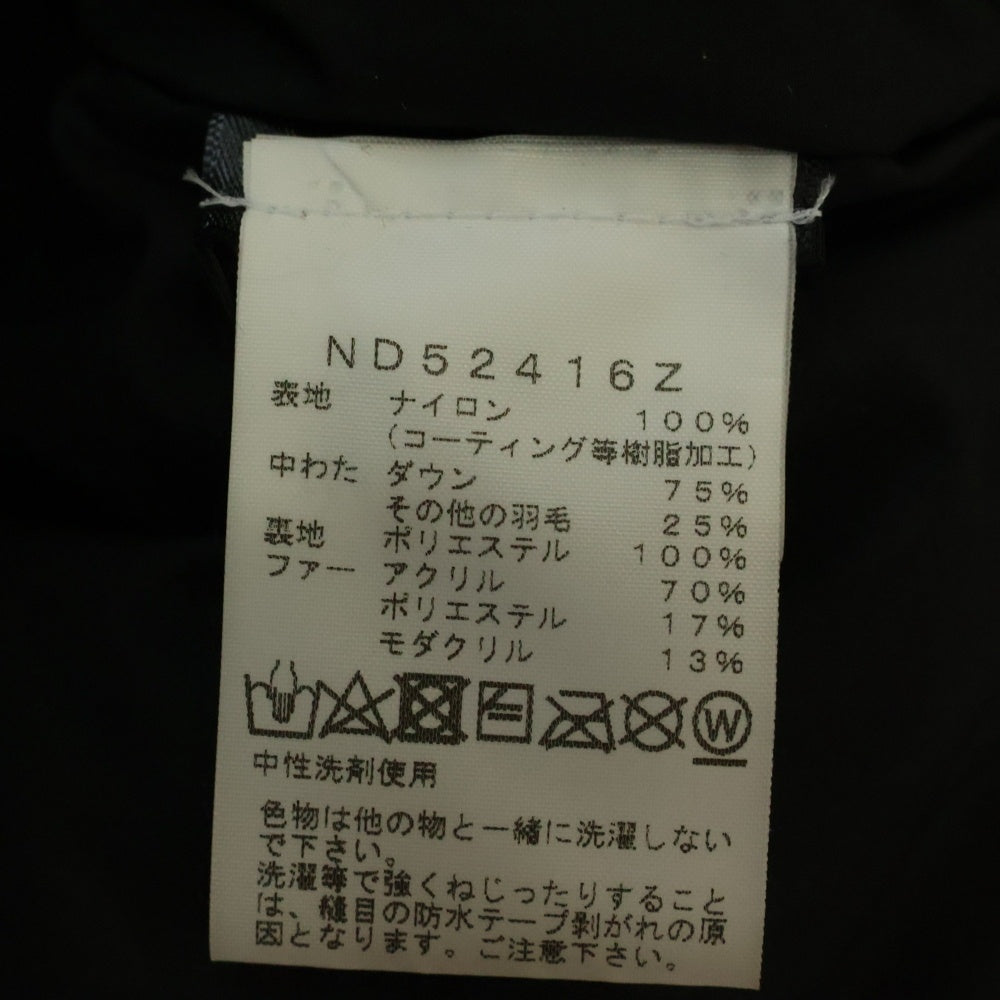 ND52416Z
表地 ナイロン 100%
(コーティング等樹脂加工)
中わた ダウン 75%
その他の羽毛 25%
裏地 ポリエステル 100%
ファー アクリル 70%
ポリエステル 17%
モダクリル 13%
W
中性洗剤使用
色物は他の物と一緒に洗濯しない
で下さい。
洗濯等で強くねじったりすること
は、縫目の防水テープ剥がれの原
因となります。ご注意下さい。